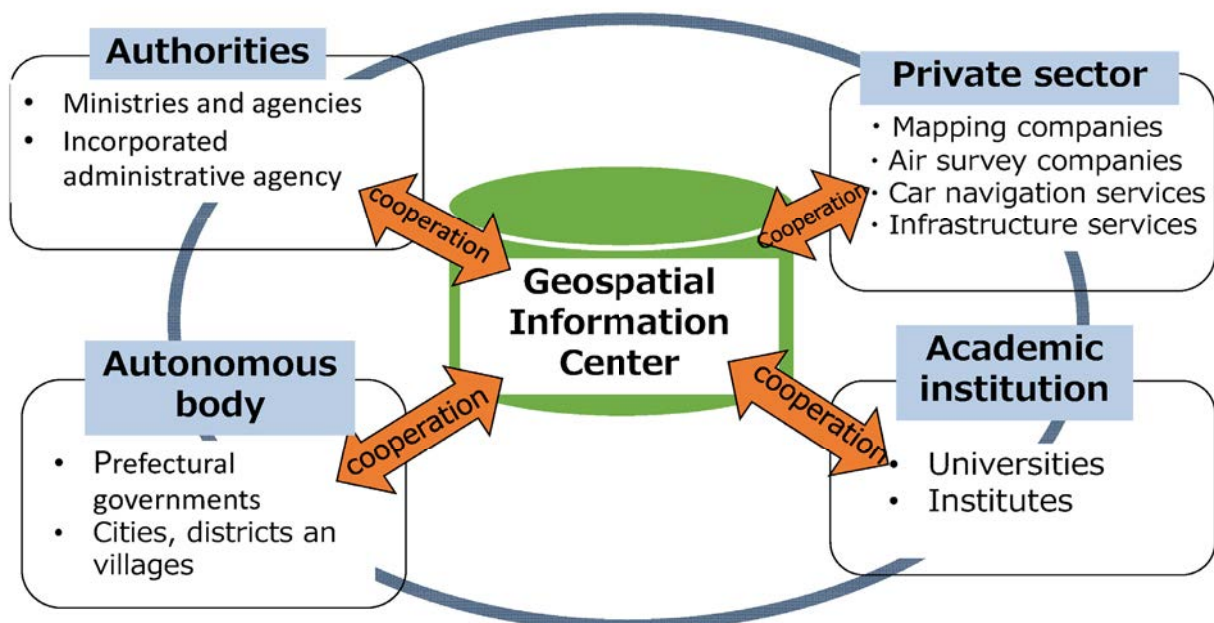 Authorities
• Ministries and agencies
• Incorporated
administrative agency
Private sector
・Mapping companies
・Air survey companies
・Car navigation services
・Infrastructure services
cooperation
Cooperation
Geospatial
Information
Center
Autonomous
body
• Prefectural
governments
• Cities, districts an
villages
cooperation
cooperation
Academic
institution
• Universities
• Institutes